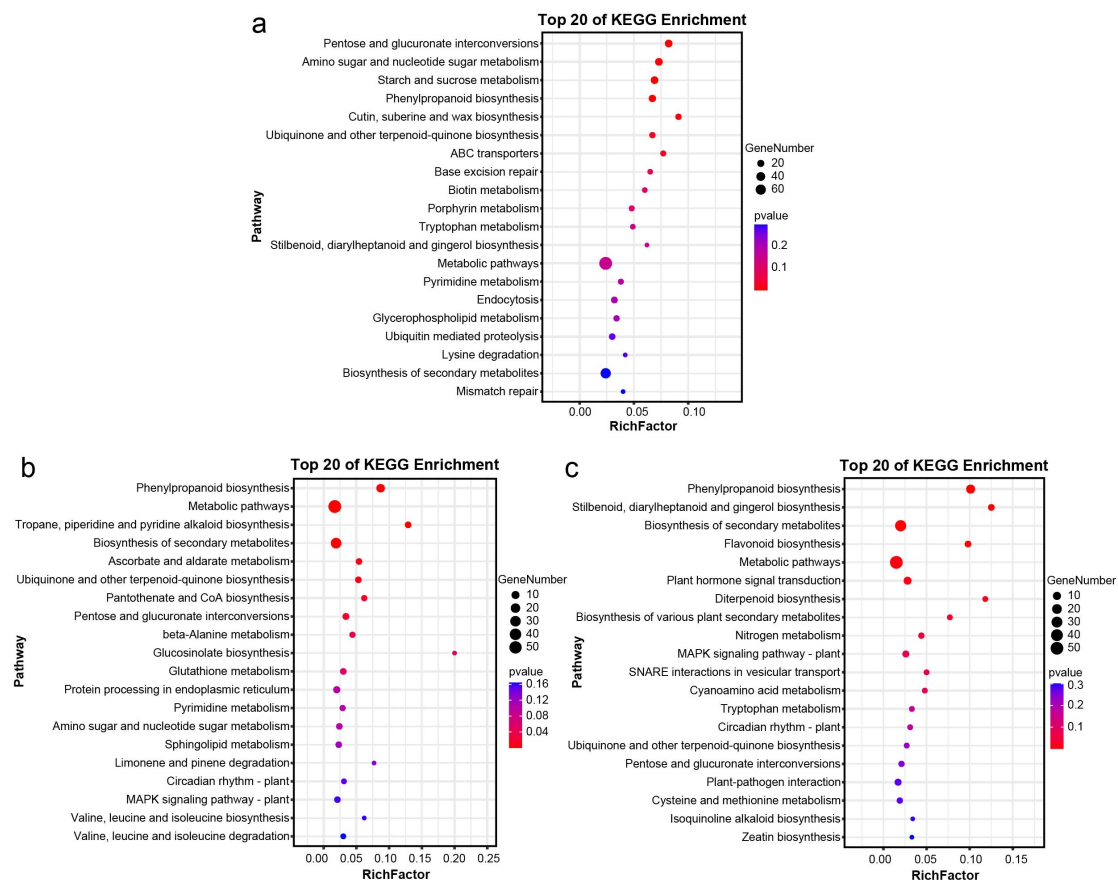 a
Top 20 of KEGG Enrichment
Pathway
Pentose and glucuronate interconversions
Amino sugar and nucleotide sugar metabolism
Starch and sucrose metabolism
Phenylpropanoid biosynthesis
Cutin, suberine and wax biosynthesis
Ubiquinone and other terpenoid-quinone biosynthesis
ABC transporters
Base excision repair
Biotin metabolism
Porphyrin metabolism
Tryptophan metabolism
Stilbenoid, diarylheptanoid and gingerol biosynthesis
Metabolic pathways
Pyrimidine metabolism
Endocytosis
Glycerophospholipid metabolism
Ubiquitin mediated proteolysis
Lysine degradation
Biosynthesis of secondary metabolites
Mismatch repair
0.00 0.05 0.10
RichFactor
GeneNumber
20
40
60
pvalue
0.2
0.1
b
Top 20 of KEGG Enrichment
Pathway
Phenylpropanoid biosynthesis
Metabolic pathways
Tropane, piperidine and pyridine alkaloid biosynthesis
Biosynthesis of secondary metabolites
Ascorbate and aldarate metabolism
Ubiquinone and other terpenoid-quinone biosynthesis
Pantothenate and CoA biosynthesis
Pentose and glucuronate interconversions
beta-Alanine metabolism
Glucosinolate biosynthesis
Glutathione metabolism
Protein processing in endoplasmic reticulum
Pyrimidine metabolism
Amino sugar and nucleotide sugar metabolism
Sphingolipid metabolism
Limonene and pinene degradation
Circadian rhythm - plant
MAPK signaling pathway - plant
Valine, leucine and isoleucine biosynthesis
Valine, leucine and isoleucine degradation
0.00 0.05 0.10 0.15 0.20 0.25
RichFactor
GeneNumber
10
20
30
40
50
pvalue
0.16
0.12
0.08
0.04
c
Top 20 of KEGG Enrichment
Pathway
Phenylpropanoid biosynthesis
Stilbenoid, diarylheptanoid and gingerol biosynthesis
Biosynthesis of secondary metabolites
Flavonoid biosynthesis
Metabolic pathways
Plant hormone signal transduction
Diterpenoid biosynthesis
Biosynthesis of various plant secondary metabolites
Nitrogen metabolism
MAPK signaling pathway - plant
SNARE interactions in vesicular transport
Cyanoamino acid metabolism
Tryptophan metabolism
Circadian rhythm - plant
Ubiquinone and other terpenoid-quinone biosynthesis
Pentose and glucuronate interconversions
Plant-pathogen interaction
Cysteine and methionine metabolism
Isoquinoline alkaloid biosynthesis
Zeatin biosynthesis
0.00 0.05 0.10 0.15
RichFactor
GeneNumber
10
20
30
40
50
pvalue
0.3
0.2
0.1